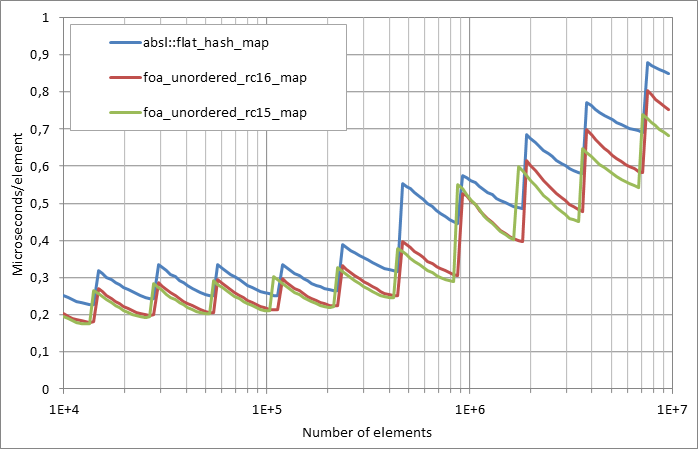 absl::flat_hash_map
foa_unordered_rc16_map
foa_unordered_rc15_map
Microseconds/element
1
0,9
0,8
0,7
0,6
0,5
0,4
0,3
0,2
0,1
0
1E+4
1E+5
1E+6
1E+7
Number of elements